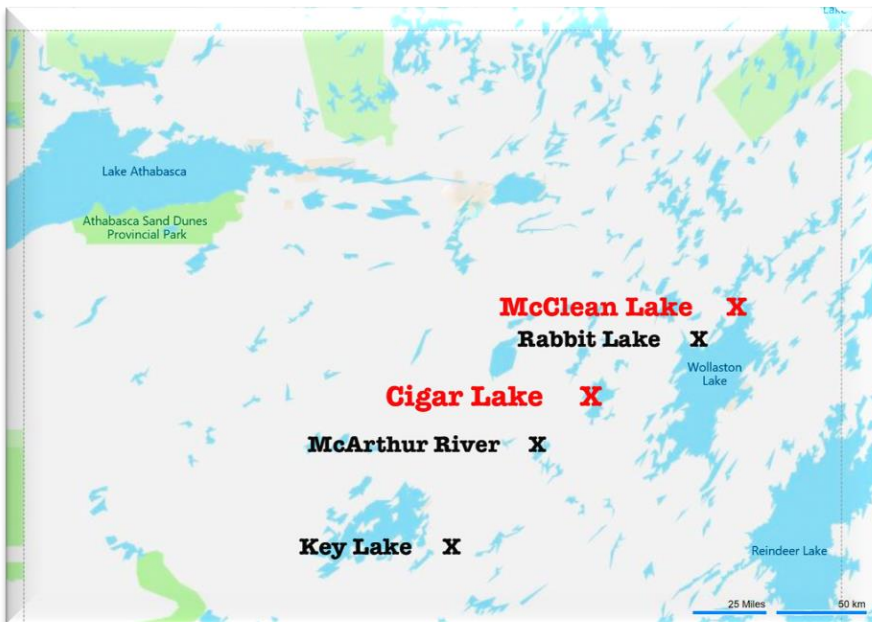 Lake
Lake Athabasca
Athabasca Sand Dunes
Provincial Park
McClean Lake X
Rabbit Lake X
Wollaston
Lake
Cigar Lake X
McArthur River X
Key Lake X
Reindeer Lake
25 Miles 50 km